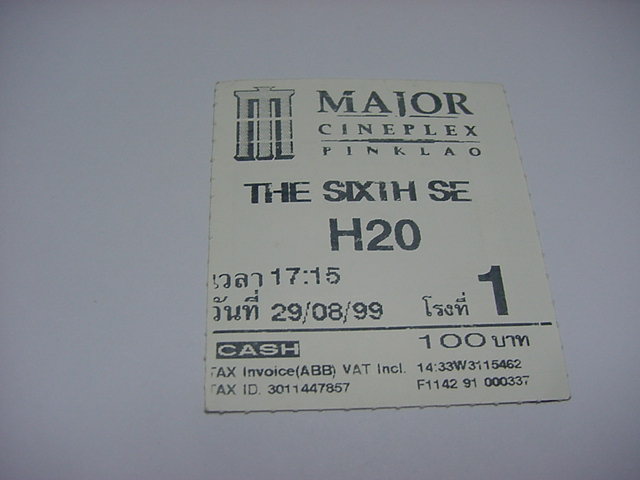 MAJOR
CINEPLEX
PINKLAO
THE SIXTH SE
H20
เวลา 17:15
วันที่ 29/08/99 โรงที่ 1
CASH 100 บาท
TAX Invoice(ABB) VAT Incl. 14:33W3115462
TAX ID. 3011447857 F1142 91 000337